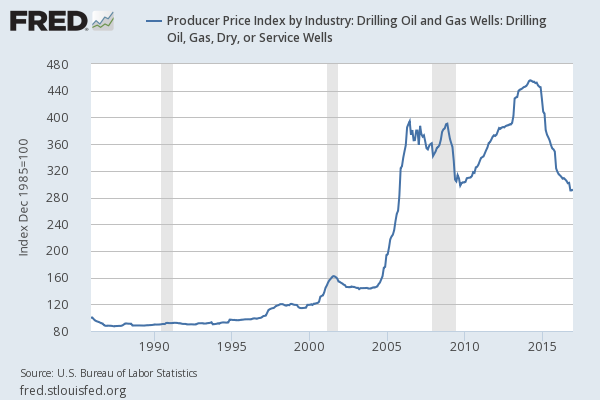 FRED
Producer Price Index by Industry: Drilling Oil and Gas Wells: Drilling
Oil, Gas, Dry, or Service Wells
480
440
400
360
320
280
240
200
160
120
80
Index Dec 1985=100
1990 1995 2000 2005 2010 2015
Source: U.S. Bureau of Labor Statistics
fred.stlouisfed.org